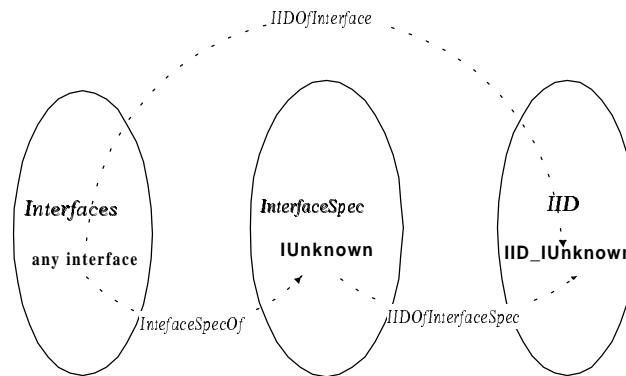 IIDOfInterface
Interfaces
InterfaceSpec
IID
any interface
IUnknown
IID_IUnknown
IntefaceSpecOf
IIDOfInterfaceSpec